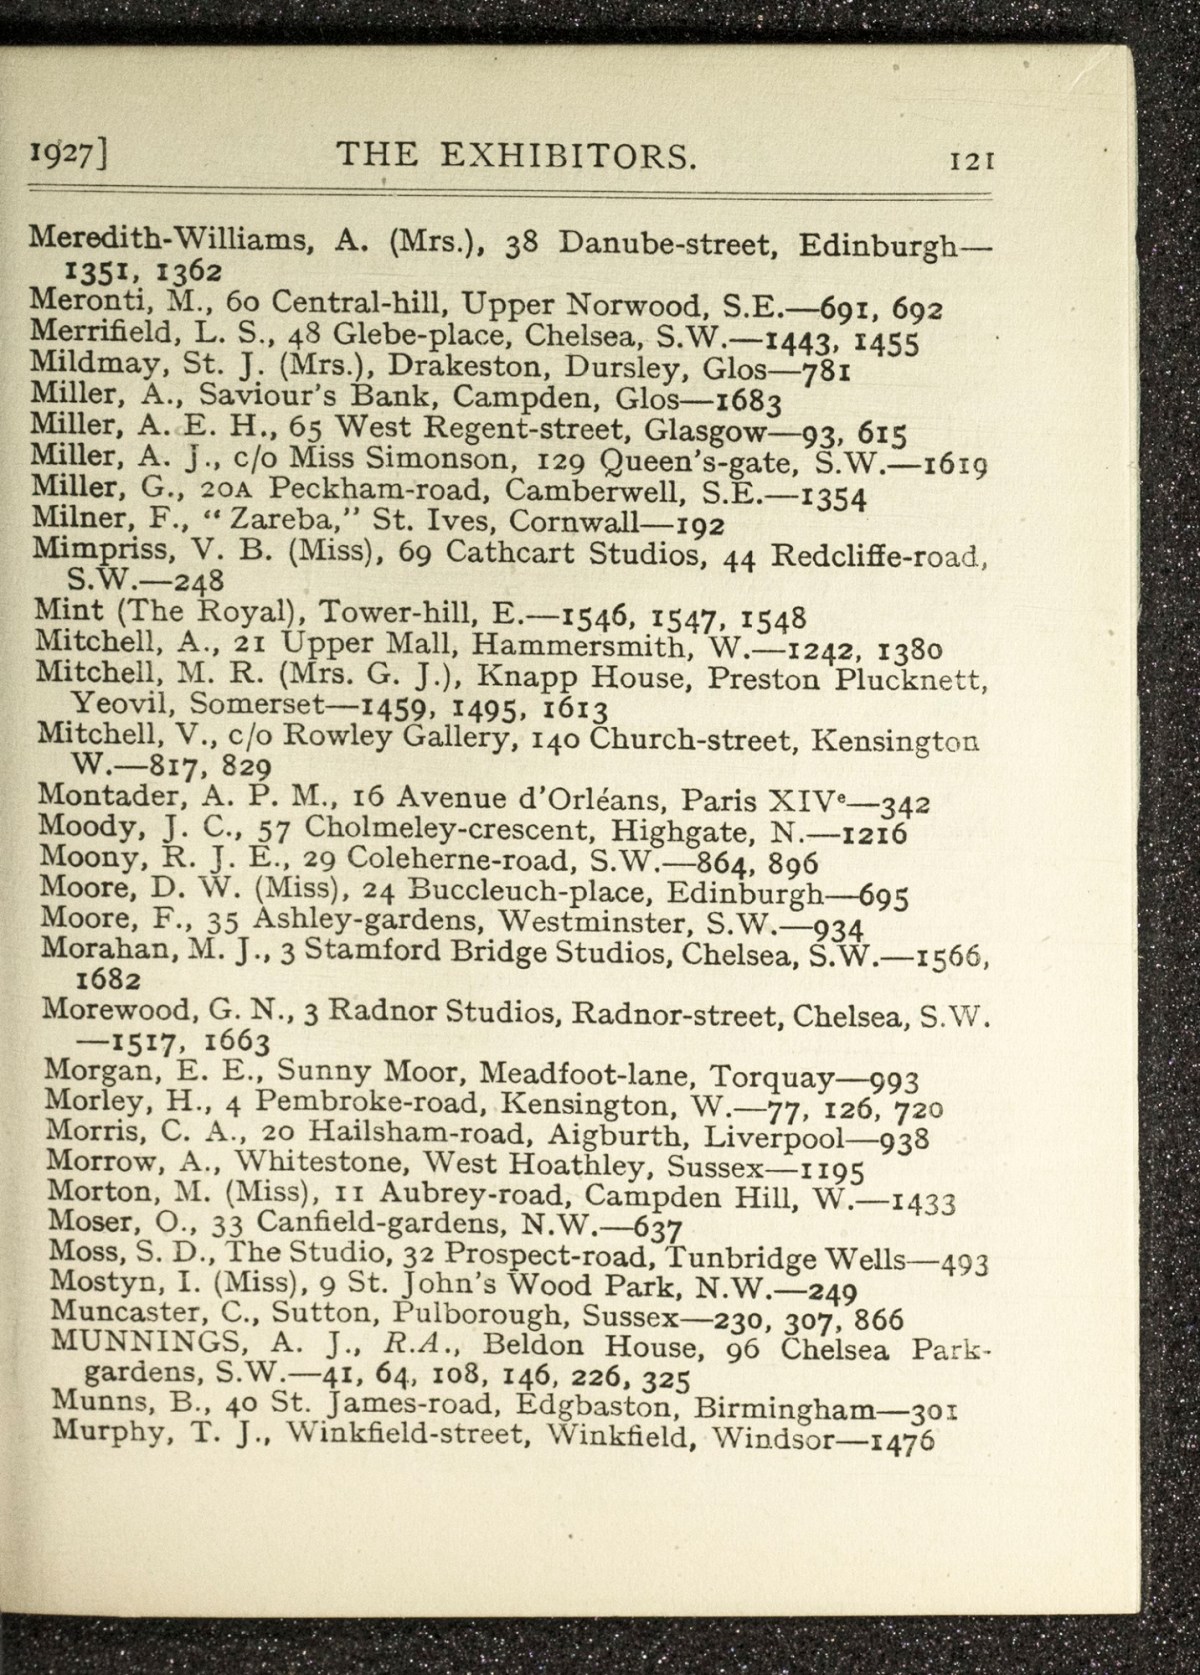 1927] THE EXHIBITORS. 121
Meredith-Williams, A. (Mrs.), 38 Danube-street, Edinburgh—
1351, 1362
Meronti, M., 60 Central-hill, Upper Norwood, S.E.—691, 692
Merrifield, L. S., 48 Glebe-place, Chelsea, S.W.—1443, 1455
Mildmay, St. J. (Mrs.), Drakeston, Dursley, Glos—781
Miller, A., Saviour's Bank, Campden, Glos—1683
Miller, A. E. H., 65 West Regent-street, Glasgow—93, 615
Miller, A. J., c/o Miss Simonson, 129 Queen's-gate, S.W.—1619
Miller, G., 20A Peckham-road, Camberwell, S.E.—1354
Milner, F., “ Zareba,” St. Ives, Cornwall—192
Mimpriss, V. B. (Miss), 69 Cathcart Studios, 44 Redcliffe-road,
S.W.—248
Mint (The Royal), Tower-hill, E.—1546, 1547, 1548
Mitchell, A., 21 Upper Mall, Hammersmith, W.—1242, 1380
Mitchell, M. R. (Mrs. G. J.), Knapp House, Preston Plucknett,
Yeovil, Somerset—1459, 1495, 1613
Mitchell, V., c/o Rowley Gallery, 140 Church-street, Kensington
W.—817, 829
Montader, A. P. M., 16 Avenue d'Orléans, Paris XIVᵉ—342
Moody, J. C., 57 Cholmeley-crescent, Highgate, N.—1216
Moony, R. J. E., 29 Coleherne-road, S.W.—864, 896
Moore, D. W. (Miss), 24 Buccleuch-place, Edinburgh—695
Moore, F., 35 Ashley-gardens, Westminster, S.W.—934
Morahan, M. J., 3 Stamford Bridge Studios, Chelsea, S.W.—1566,
1682
Morewood, G. N., 3 Radnor Studios, Radnor-street, Chelsea, S.W.
—1517, 1663
Morgan, E. E., Sunny Moor, Meadfoot-lane, Torquay—993
Morley, H., 4 Pembroke-road, Kensington, W.—77, 126, 720
Morris, C. A., 20 Hailsham-road, Aigburth, Liverpool—938
Morrow, A., Whitestone, West Hoathley, Sussex—1195
Morton, M. (Miss), 11 Aubrey-road, Campden Hill, W.—1433
Moser, O., 33 Canfield-gardens, N.W.—637
Moss, S. D., The Studio, 32 Prospect-road, Tunbridge Wells—493
Mostyn, I. (Miss), 9 St. John's Wood Park, N.W.—249
Muncaster, C., Sutton, Pulborough, Sussex—230, 307, 866
MUNNINGS, A. J., R.A., Beldon House, 96 Chelsea Park-
gardens, S.W.—41, 64, 108, 146, 226, 325
Munns, B., 40 St. James-road, Edgbaston, Birmingham—301
Murphy, T. J., Winkfield-street, Winkfield, Windsor—1476